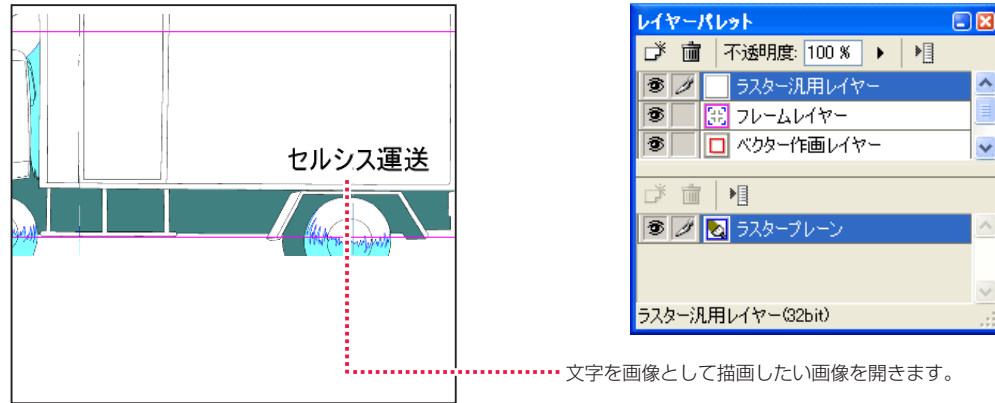 セルシス運送
レイヤーパレット
不透明度: 100 %
ラスター汎用レイヤー
フレームレイヤー
ベクター作画レイヤー
ラスタープレーン
ラスター汎用レイヤー(32bit)
文字を画像として描画したい画像を開きます。